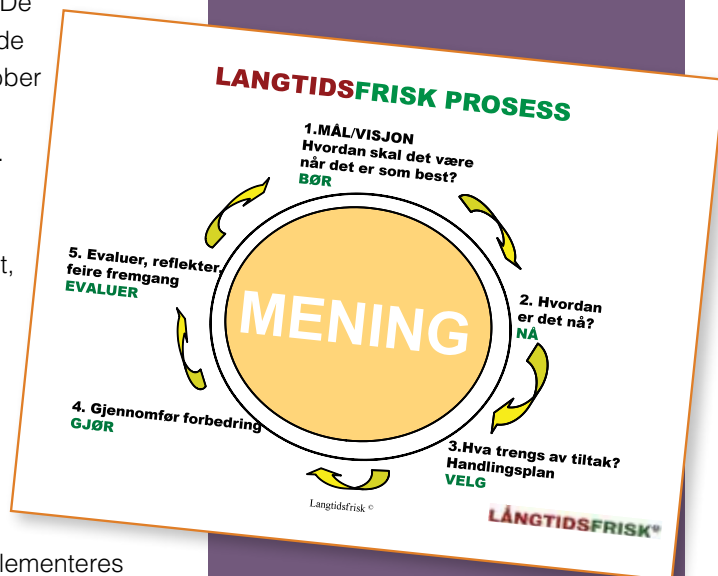 De
de
ober
.
t,
lementeres
LANGTIDSFRISK PROSESS
1.MÅL/VISJON
Hvordan skal det være
når det er som best?
BØR
2. Hvordan
er det nå?
NÅ
3.Hva trengs av tiltak?
Handlingsplan
VELG
4. Gjennomfør forbedring
GJØR
5. Evaluer, reflekter,
feire fremgang
EVALUER
MENING
Langtidsfrisk ©
LÅNGTIDSFRISK®